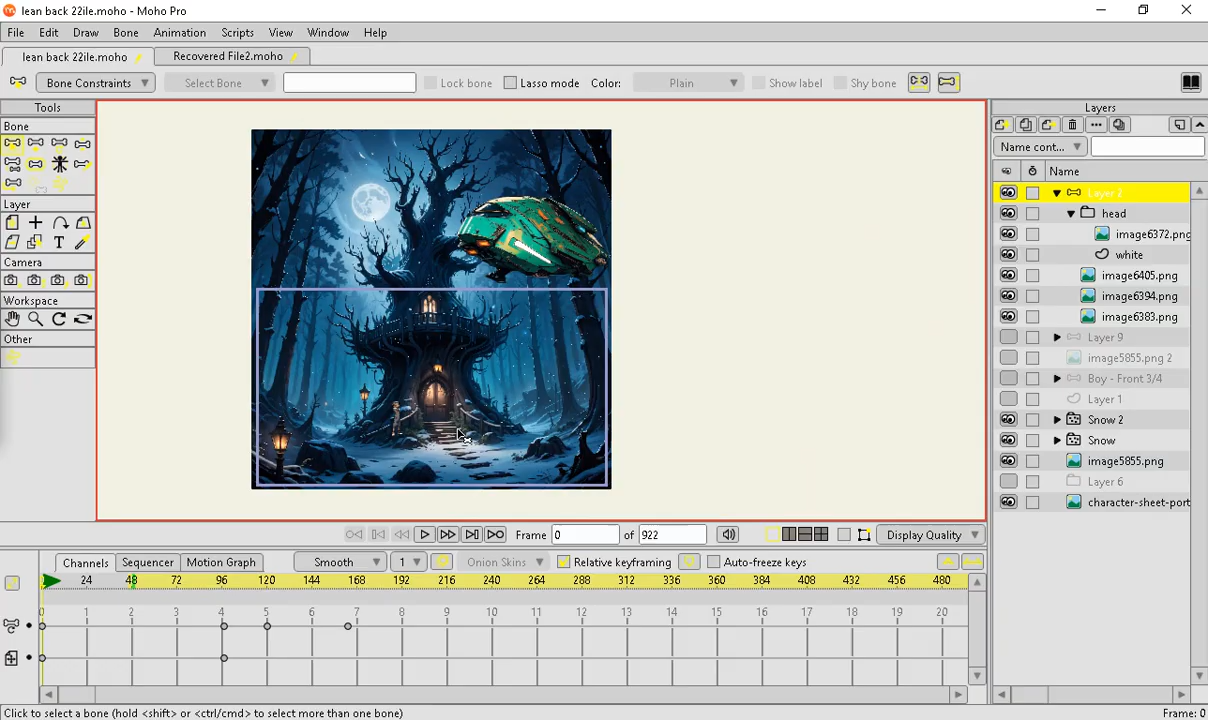 lean back 22ile.moho - Moho Pro
File Edit Draw Bone Animation Scripts View Window Help
lean back 22ile.moho Recovered File2.moho
Bone Constraints Select Bone Lock bone Lasso mode Color: Plain Show label Shy bone
Tools Layers
Bone
Name cont...
Name
Layer 2
head
image6372.png
white
image6405.png
image6394.png
image6383.png
Layer 9
image5855.png 2
Boy - Front 3/4
Layer 1
Snow 2
Snow
image5855.png
Layer 6
character-sheet-port
Layer
T
Camera
Workspace
Other
Frame 0 of 922 Display Quality
Channels Sequencer Motion Graph Smooth 1 Onion Skins Relative keyframing Auto-freeze keys
24 48 72 96 120 144 168 192 216 240 264 288 312 336 360 384 408 432 456 480
0 1 2 3 4 5 6 7 8 9 10 11 12 13 14 15 16 17 18 19 20
Click to select a bone (hold <shift> or <ctrl/cmd> to select more than one bone) Frame: 0